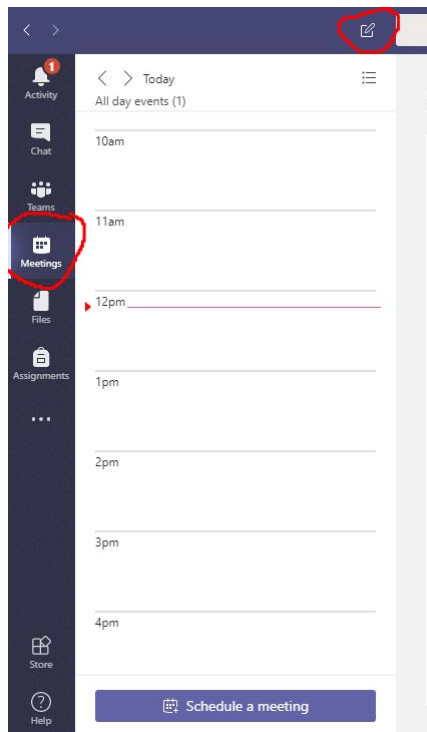 1
Activity
Chat
Teams
Meetings
Files
Assignments
Store
Help
Today
All day events (1)
10am
11am
12pm
1pm
2pm
3pm
4pm
Schedule a meeting